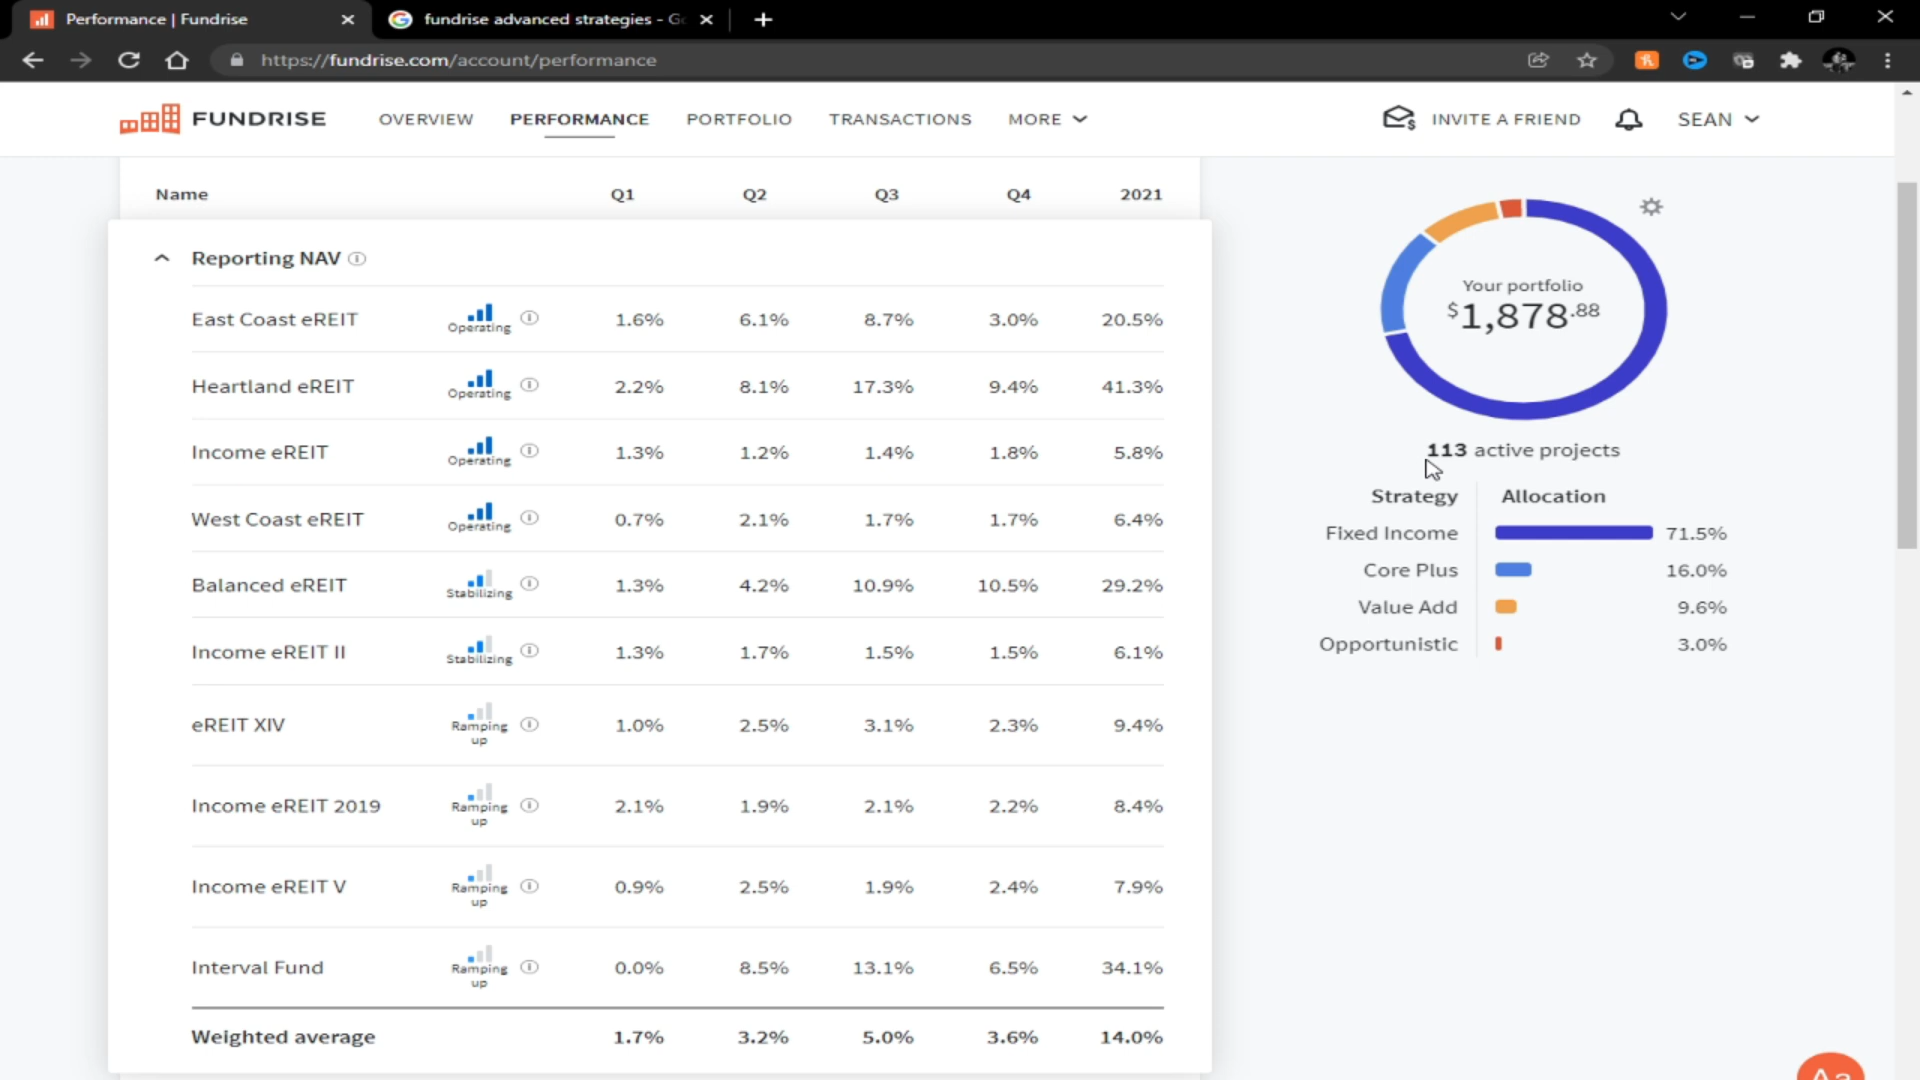 Performance | Fundrise
fundrise advanced strategies - Go
https://fundrise.com/account/performance
FUNDRISE OVERVIEW PERFORMANCE PORTFOLIO TRANSACTIONS MORE INVITE A FRIEND SEAN
Name Q1 Q2 Q3 Q4 2021
Reporting NAV
East Coast eREIT Operating 1.6% 6.1% 8.7% 3.0% 20.5%
Heartland eREIT Operating 2.2% 8.1% 17.3% 9.4% 41.3%
Income eREIT Operating 1.3% 1.2% 1.4% 1.8% 5.8%
West Coast eREIT Operating 0.7% 2.1% 1.7% 1.7% 6.4%
Balanced eREIT Stabilizing 1.3% 4.2% 10.9% 10.5% 29.2%
Income eREIT II Stabilizing 1.3% 1.7% 1.5% 1.5% 6.1%
eREIT XIV Ramping up 1.0% 2.5% 3.1% 2.3% 9.4%
Income eREIT 2019 Ramping up 2.1% 1.9% 2.1% 2.2% 8.4%
Income eREIT V Ramping up 0.9% 2.5% 1.9% 2.4% 7.9%
Interval Fund Ramping up 0.0% 8.5% 13.1% 6.5% 34.1%
Weighted average 1.7% 3.2% 5.0% 3.6% 14.0%
Your portfolio
$1,878.88
113 active projects
Strategy Allocation
Fixed Income 71.5%
Core Plus 16.0%
Value Add 9.6%
Opportunistic 3.0%
Aa